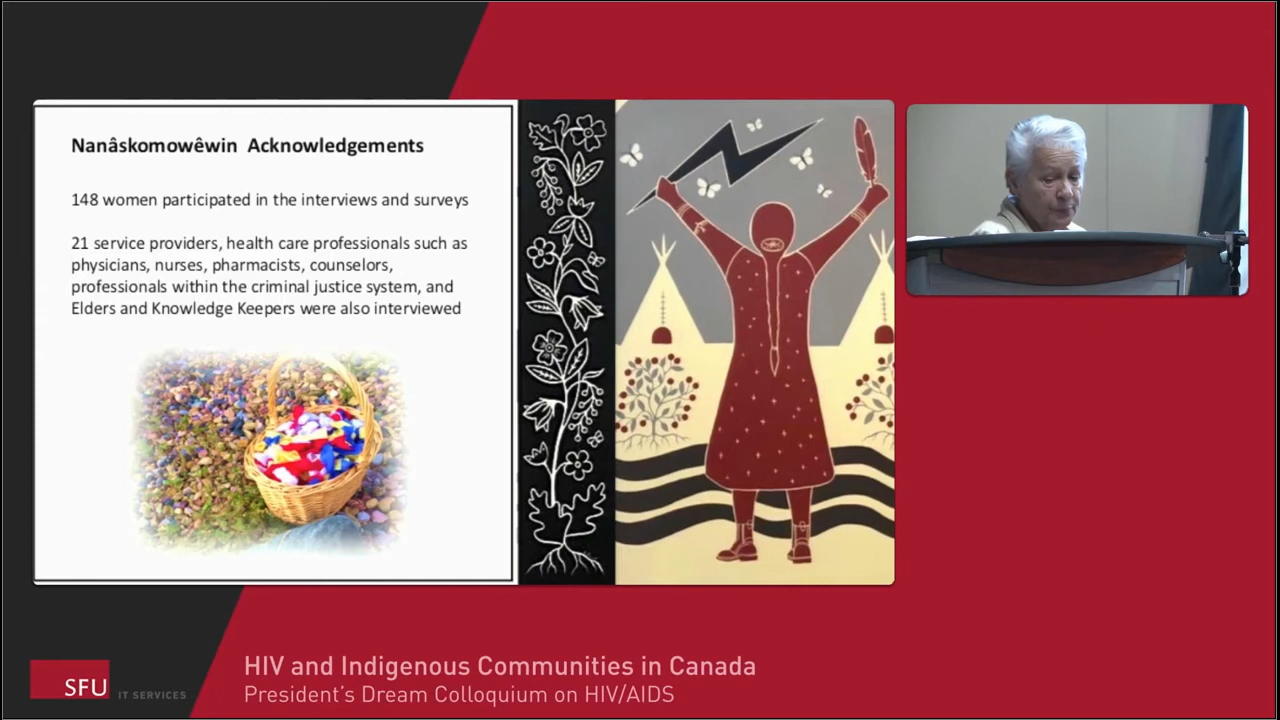 Nanâskomowêwin Acknowledgements
148 women participated in the interviews and surveys
21 service providers, health care professionals such as
physicians, nurses, pharmacists, counselors,
professionals within the criminal justice system, and
Elders and Knowledge Keepers were also interviewed
SFU IT SERVICES
HIV and Indigenous Communities in Canada
President's Dream Colloquium on HIV/AIDS